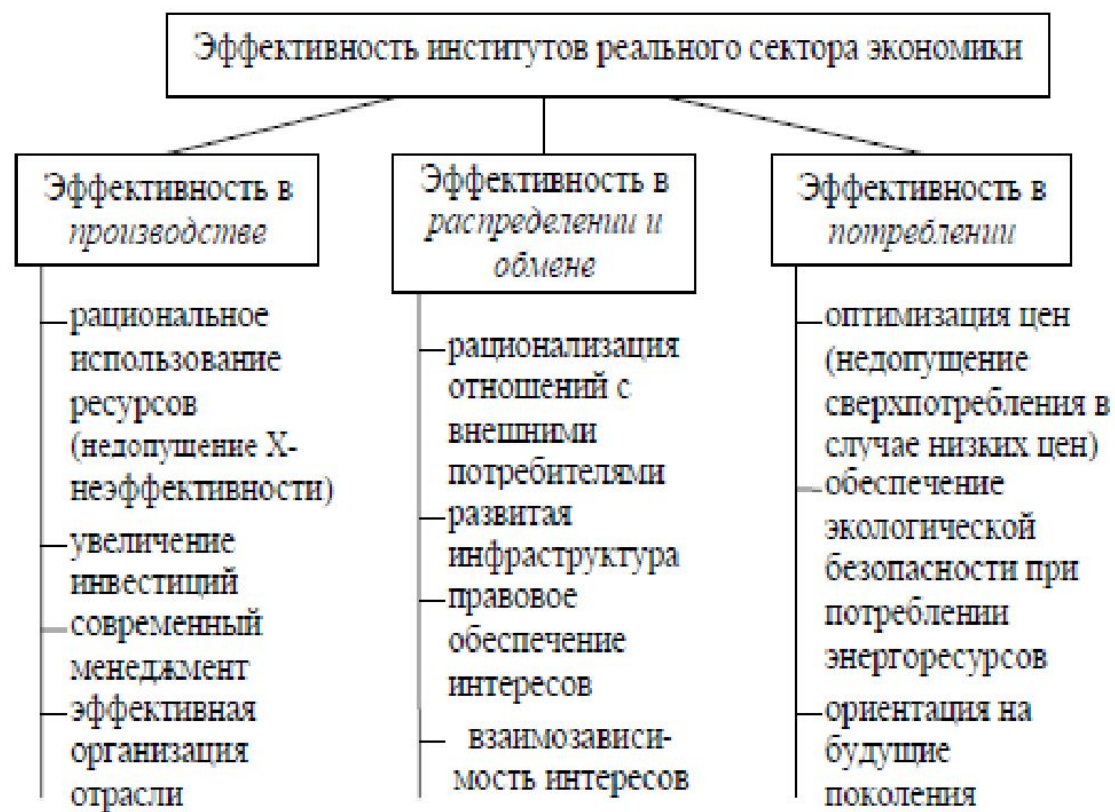 Эффективность институтов реального сектора экономики
Эффективность в
производстве
рациональное
использование
ресурсов
(недопущение X-
неэффективности)
увеличение
инвестиций
современный
менеджмент
эффективная
организация
отрасли
Эффективность в
распределении и
обмене
рационализация
отношений с
внешними
потребителями
развитая
инфраструктура
правовое
обеспечение
интересов
взаимозависи-
мость интересов
Эффективность в
потреблении
оптимизация цен
(недопущение
сверхпотребления в
случае низких цен)
обеспечение
экологической
безопасности при
потреблении
энергоресурсов
ориентация на
будущие
поколения